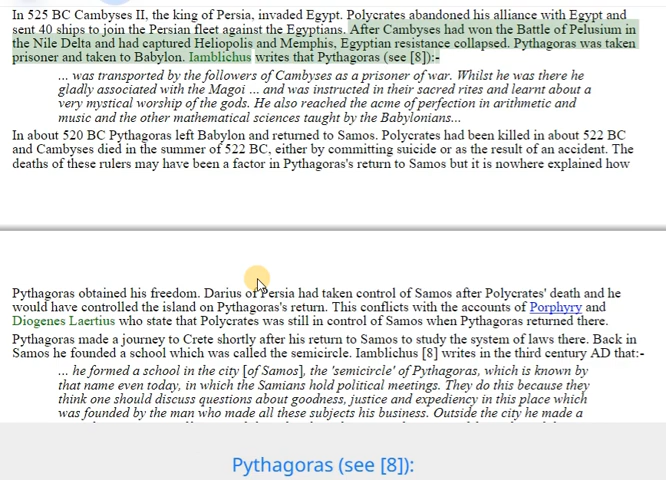 In 525 BC Cambyses II, the king of Persia, invaded Egypt. Polycrates abandoned his alliance with Egypt and
sent 40 ships to join the Persian fleet against the Egyptians. After Cambyses had won the Battle of Pelusium in
the Nile Delta and had captured Heliopolis and Memphis, Egyptian resistance collapsed. Pythagoras was taken
prisoner and taken to Babylon. Iamblichus writes that Pythagoras (see [8]):-
... was transported by the followers of Cambyses as a prisoner of war. Whilst he was there he
gladly associated with the Magoi ... and was instructed in their sacred rites and learnt about a
very mystical worship of the gods. He also reached the acme of perfection in arithmetic and
music and the other mathematical sciences taught by the Babylonians...
In about 520 BC Pythagoras left Babylon and returned to Samos. Polycrates had been killed in about 522 BC
and Cambyses died in the summer of 522 BC, either by committing suicide or as the result of an accident. The
deaths of these rulers may have been a factor in Pythagoras's return to Samos but it is nowhere explained how
Pythagoras obtained his freedom. Darius of Persia had taken control of Samos after Polycrates' death and he
would have controlled the island on Pythagoras's return. This conflicts with the accounts of Porphyry and
Diogenes Laertius who state that Polycrates was still in control of Samos when Pythagoras returned there.
Pythagoras made a journey to Crete shortly after his return to Samos to study the system of laws there. Back in
Samos he founded a school which was called the semicircle. Iamblichus [8] writes in the third century AD that:-
... he formed a school in the city [of Samos], the 'semicircle' of Pythagoras, which is known by
that name even today, in which the Samians hold political meetings. They do this because they
think one should discuss questions about goodness, justice and expediency in this place which
was founded by the man who made all these subjects his business. Outside the city he made a
Pythagoras (see [8]):